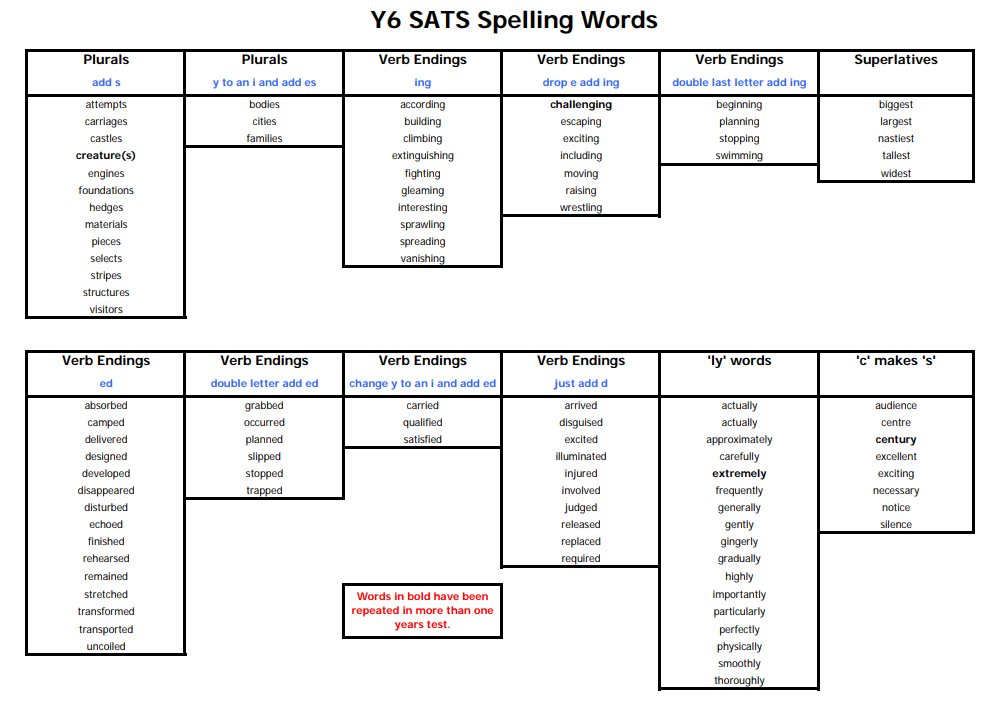 Y6 SATS Spelling Words
Plurals
add s
attempts
carriages
castles
creature(s)
engines
foundations
hedges
materials
pieces
selects
stripes
structures
visitors
Plurals
y to an i and add es
bodies
cities
families
Verb Endings
ing
according
building
climbing
extinguishing
fighting
gleaming
interesting
sprawling
spreading
vanishing
Verb Endings
drop e add ing
challenging
escaping
exciting
including
moving
raising
wrestling
Verb Endings
double last letter add ing
beginning
planning
stopping
swimming
Superlatives
biggest
largest
nastiest
tallest
widest
Verb Endings
ed
absorbed
camped
delivered
designed
developed
disappeared
disturbed
echoed
finished
rehearsed
remained
stretched
transformed
transported
uncoiled
Verb Endings
double letter add ed
grabbed
occurred
planned
slipped
stopped
trapped
Verb Endings
change y to an i and add ed
carried
qualified
satisfied
Words in bold have been
repeated in more than one
years test.
Verb Endings
just add d
arrived
disguised
excited
illuminated
injured
involved
judged
released
replaced
required
'ly' words
actually
actually
approximately
carefully
extremely
frequently
generally
gently
gingerly
gradually
highly
importantly
particularly
perfectly
physically
smoothly
thoroughly
'c' makes 's'
audience
centre
century
excellent
exciting
necessary
notice
silence